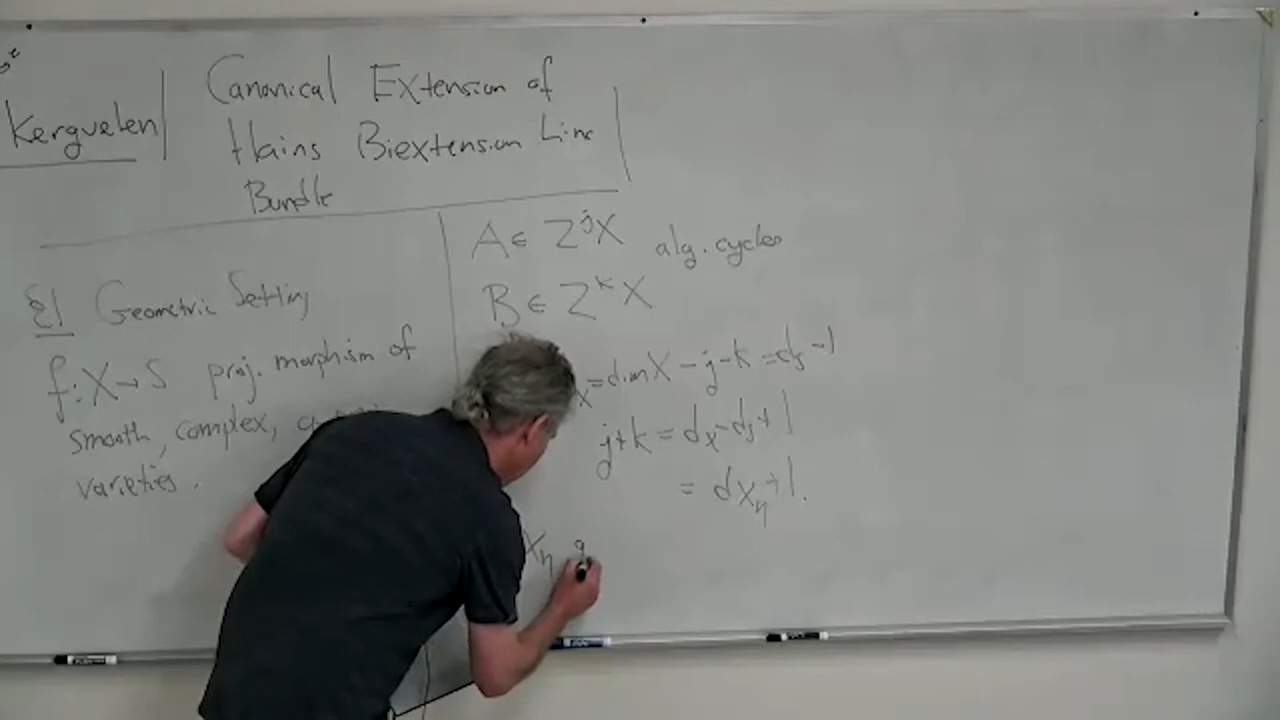 Kerguelen
Canonical Extension of
Hains Biextension Line
Bundle
§1 Geometric Setting
f: X → S proj. morphism of
smooth, complex,
varieties.
A ∈ Z^j X alg. cycles
B ∈ Z^k X
= dim X - j - k = d_S - 1
j + k = d_X - d_S + 1
= d_{X_η} + 1.
X_η